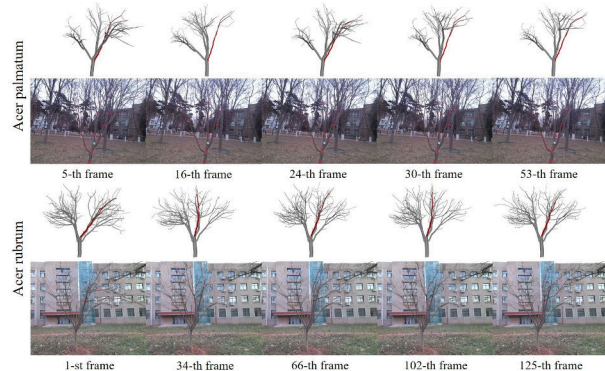 Acer palmatum
5-th frame 16-th frame 24-th frame 30-th frame 53-th frame
Acer rubrum
1-st frame 34-th frame 66-th frame 102-th frame 125-th frame